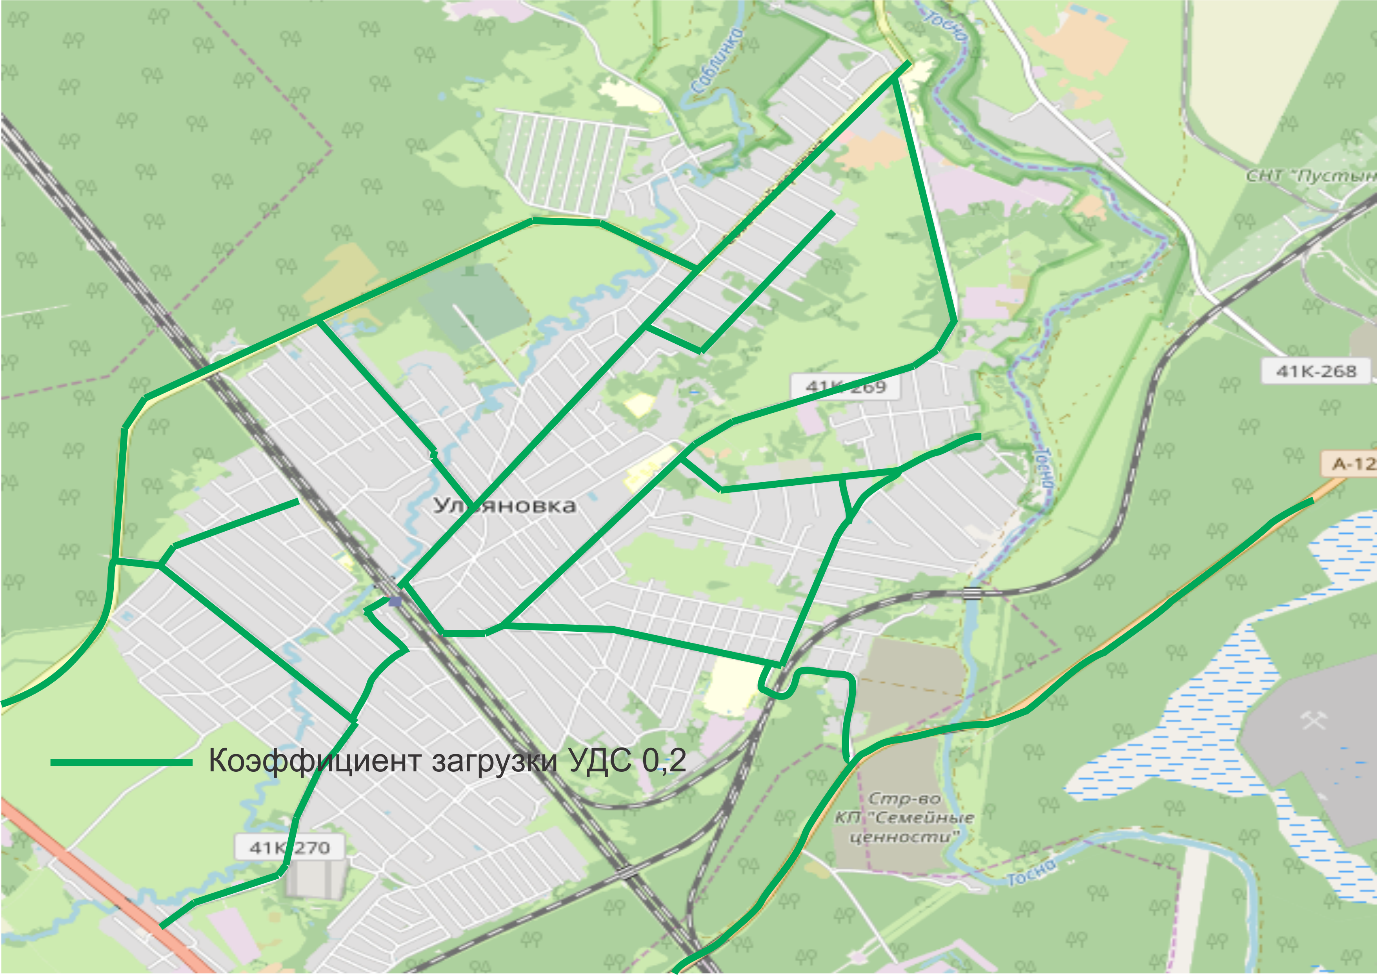 Тосна
Саблинко
СНТ "Пустын
41К-268
41К-269
Тосна
А-12
Ульяновка
Коэффициент загрузки УДС 0,2
Стр-во
КП "Семейные
ценности"
41К-270
Тосна